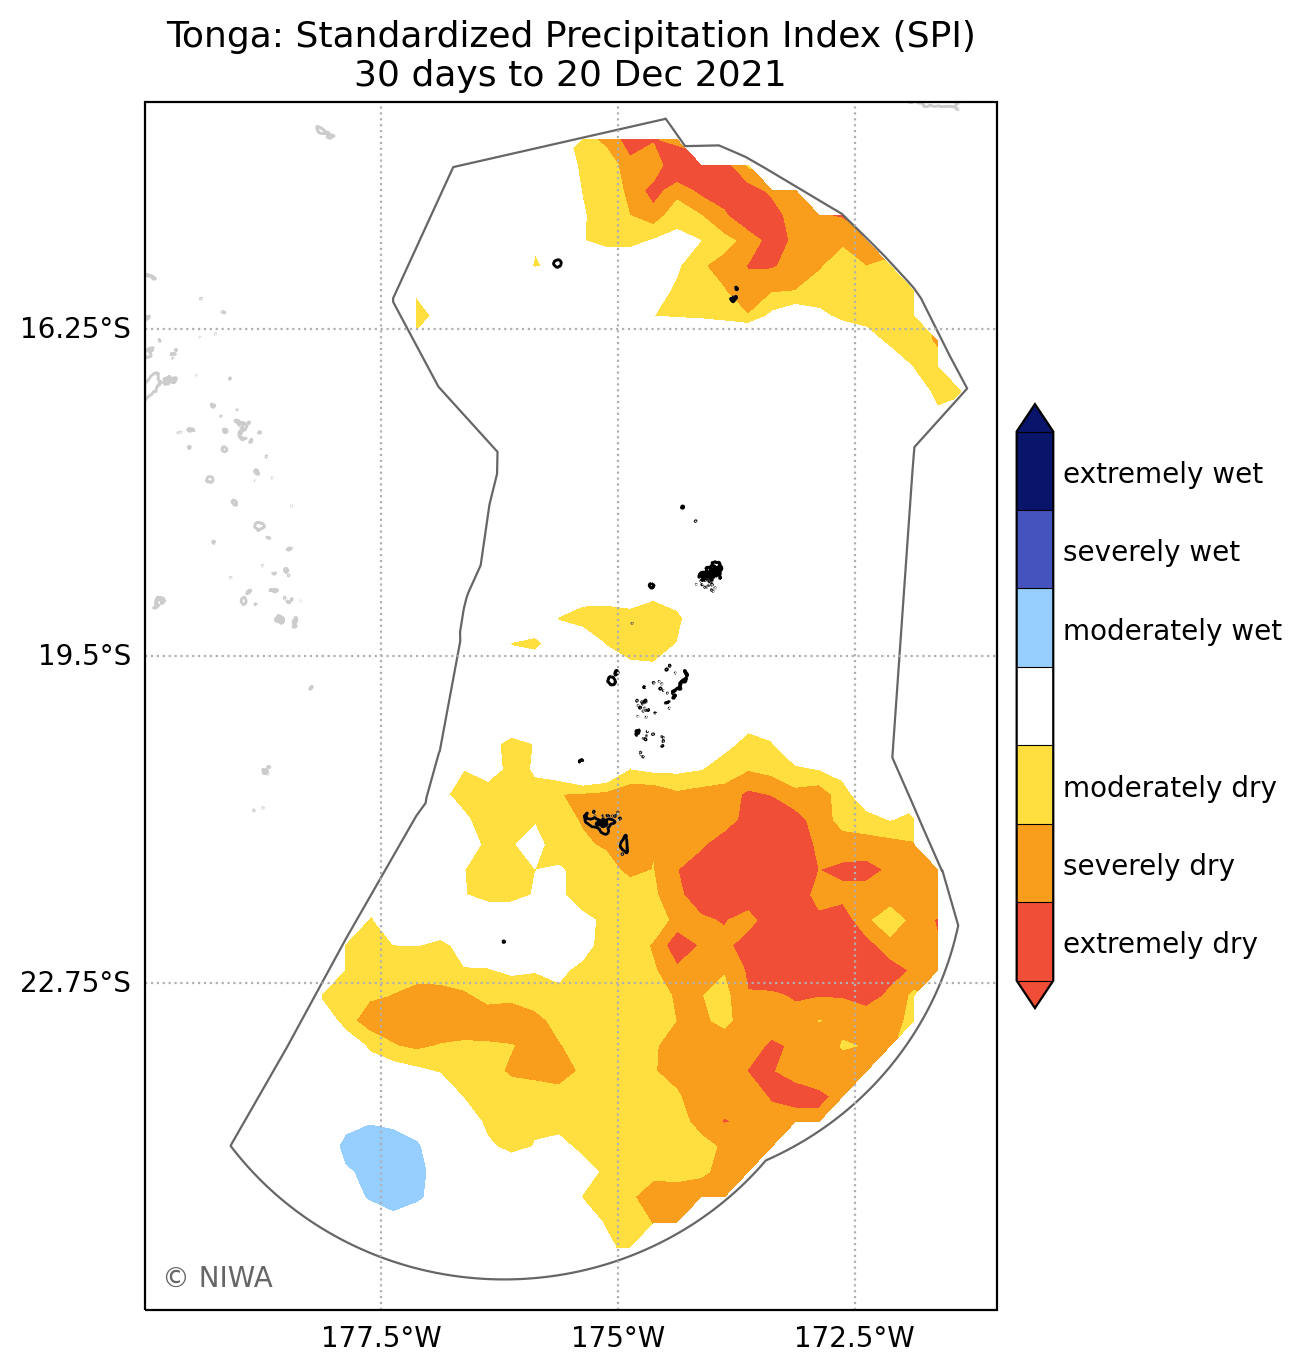 Tonga: Standardized Precipitation Index (SPI)
30 days to 20 Dec 2021
16.25°S
19.5°S
22.75°S
177.5°W
175°W
172.5°W
extremely wet
severely wet
moderately wet
moderately dry
severely dry
extremely dry
© NIWA